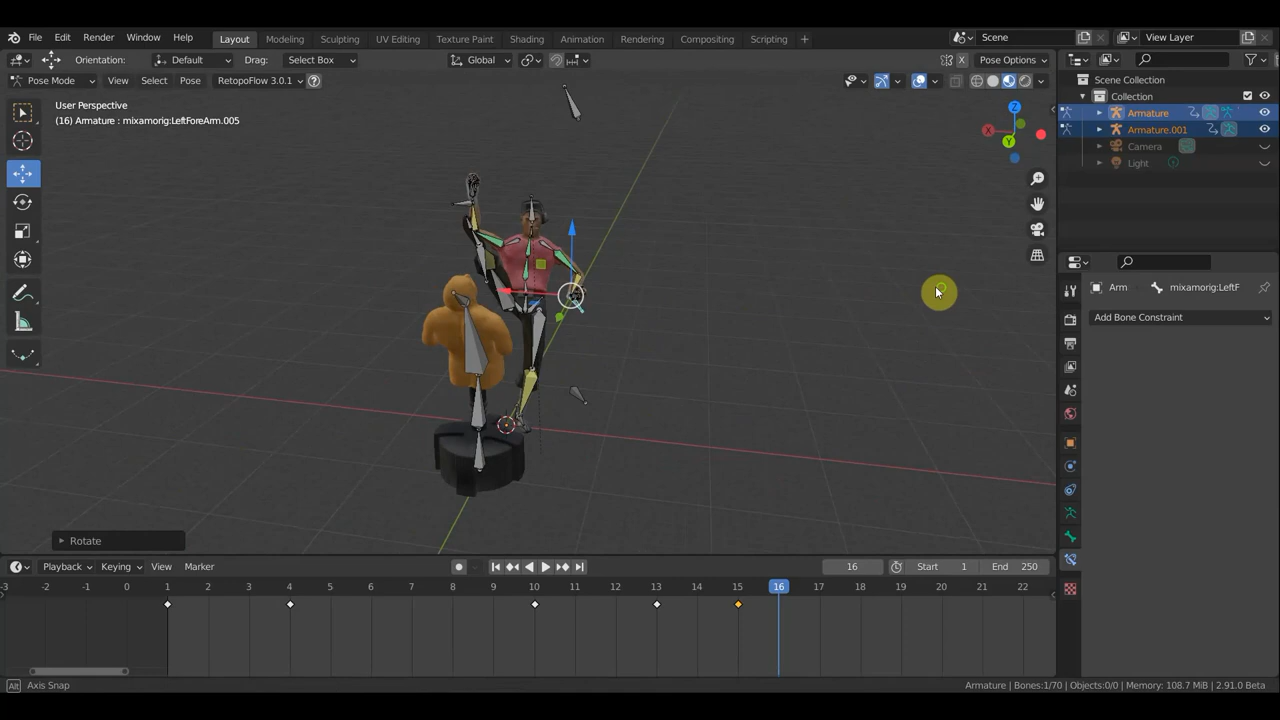 File Edit Render Window Help Layout Modeling Sculpting UV Editing Texture Paint Shading Animation Rendering Compositing Scripting + Scene View Layer
Orientation: Default Drag: Select Box Global Pose Options
Pose Mode View Select Pose RetopoFlow 3.0.1
User Perspective
(16) Armature : mixamorig:LeftForeArm.005
Z
X
Y
Scene Collection
Collection
Armature
Armature.001
Camera
Light
Arm mixamorig:LeftF
Add Bone Constraint
Rotate
Playback Keying View Marker 16 Start 1 End 250
-3 -2 -1 0 1 2 3 4 5 6 7 8 9 10 11 12 13 14 15 16 17 18 19 20 21 22
Alt Axis Snap Armature | Bones:1/70 | Objects:0/0 | Memory: 108.7 MiB | 2.91.0 Beta